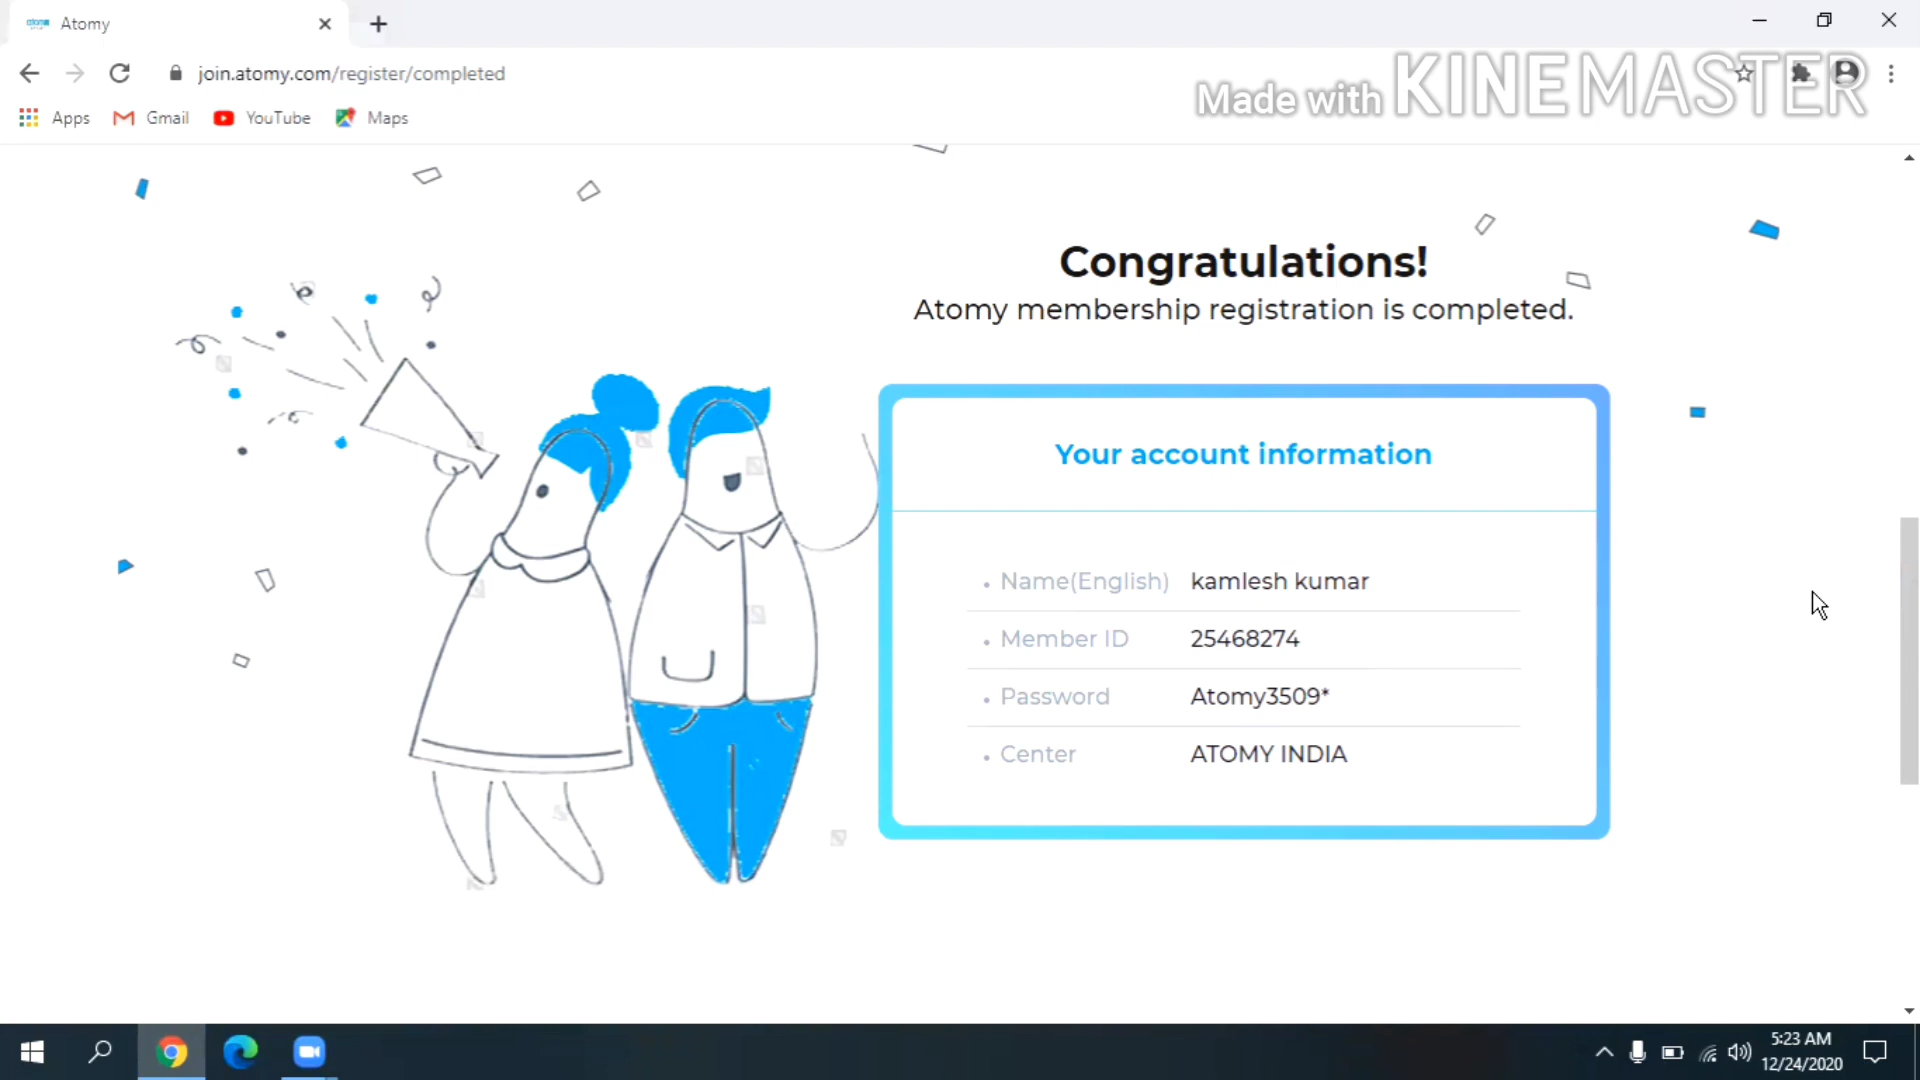 Atomy
join.atomy.com/register/completed
Made with KINEMASTER
Apps Gmail YouTube Maps
Congratulations!
Atomy membership registration is completed.
Your account information
Name(English) kamlesh kumar
Member ID 25468274
Password Atomy3509*
Center ATOMY INDIA
5:23 AM
12/24/2020